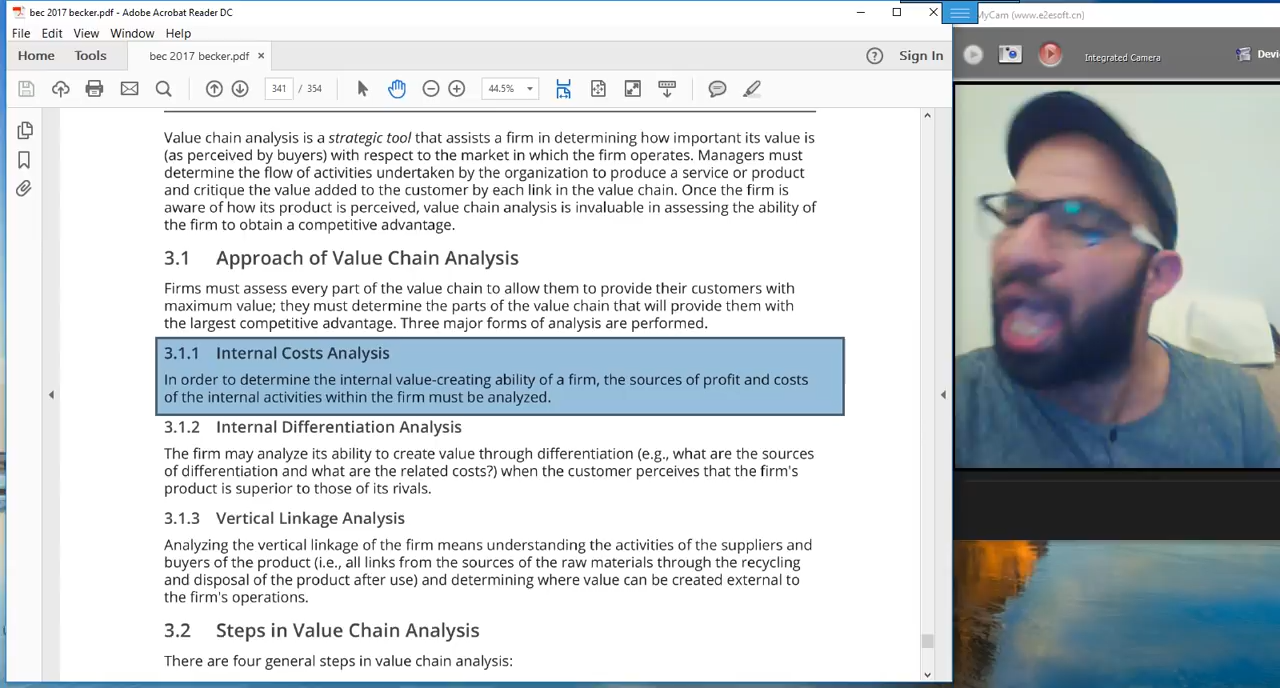 bec 2017 becker.pdf - Adobe Acrobat Reader DC
MyCam (www.e2esoft.cn)
File Edit View Window Help
Home Tools bec 2017 becker.pdf × Sign In
Integrated Camera
341 / 354 44.5%
Value chain analysis is a strategic tool that assists a firm in determining how important its value is
(as perceived by buyers) with respect to the market in which the firm operates. Managers must
determine the flow of activities undertaken by the organization to produce a service or product
and critique the value added to the customer by each link in the value chain. Once the firm is
aware of how its product is perceived, value chain analysis is invaluable in assessing the ability of
the firm to obtain a competitive advantage.
3.1 Approach of Value Chain Analysis
Firms must assess every part of the value chain to allow them to provide their customers with
maximum value; they must determine the parts of the value chain that will provide them with
the largest competitive advantage. Three major forms of analysis are performed.
3.1.1 Internal Costs Analysis
In order to determine the internal value-creating ability of a firm, the sources of profit and costs
of the internal activities within the firm must be analyzed.
3.1.2 Internal Differentiation Analysis
The firm may analyze its ability to create value through differentiation (e.g., what are the sources
of differentiation and what are the related costs?) when the customer perceives that the firm's
product is superior to those of its rivals.
3.1.3 Vertical Linkage Analysis
Analyzing the vertical linkage of the firm means understanding the activities of the suppliers and
buyers of the product (i.e., all links from the sources of the raw materials through the recycling
and disposal of the product after use) and determining where value can be created external to
the firm's operations.
3.2 Steps in Value Chain Analysis
There are four general steps in value chain analysis: